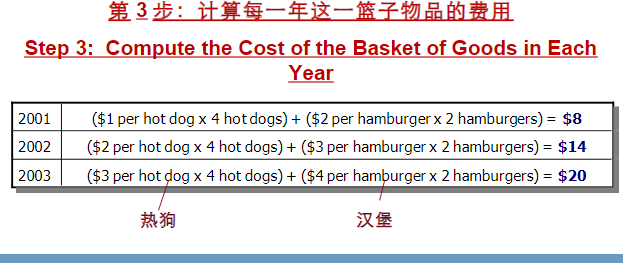 第 3 步：计算每一年这一篮子物品的费用
Step 3: Compute the Cost of the Basket of Goods in Each
Year
2001 ($1 per hot dog x 4 hot dogs) + ($2 per hamburger x 2 hamburgers) = $8
2002 ($2 per hot dog x 4 hot dogs) + ($3 per hamburger x 2 hamburgers) = $14
2003 ($3 per hot dog x 4 hot dogs) + ($4 per hamburger x 2 hamburgers) = $20
热狗 汉堡